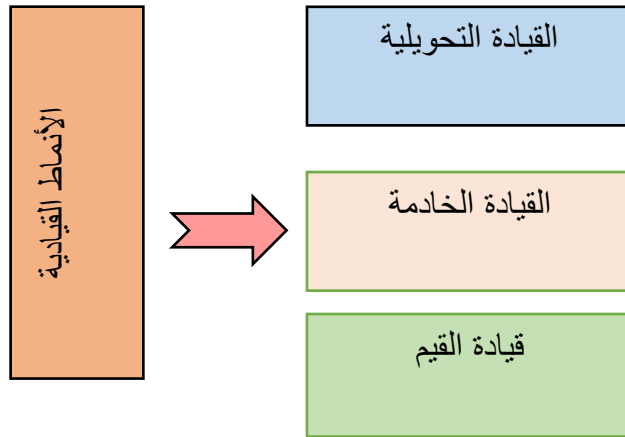 الأنماط القيادية
القيادة التحويلية
القيادة الخادمة
قيادة القيم